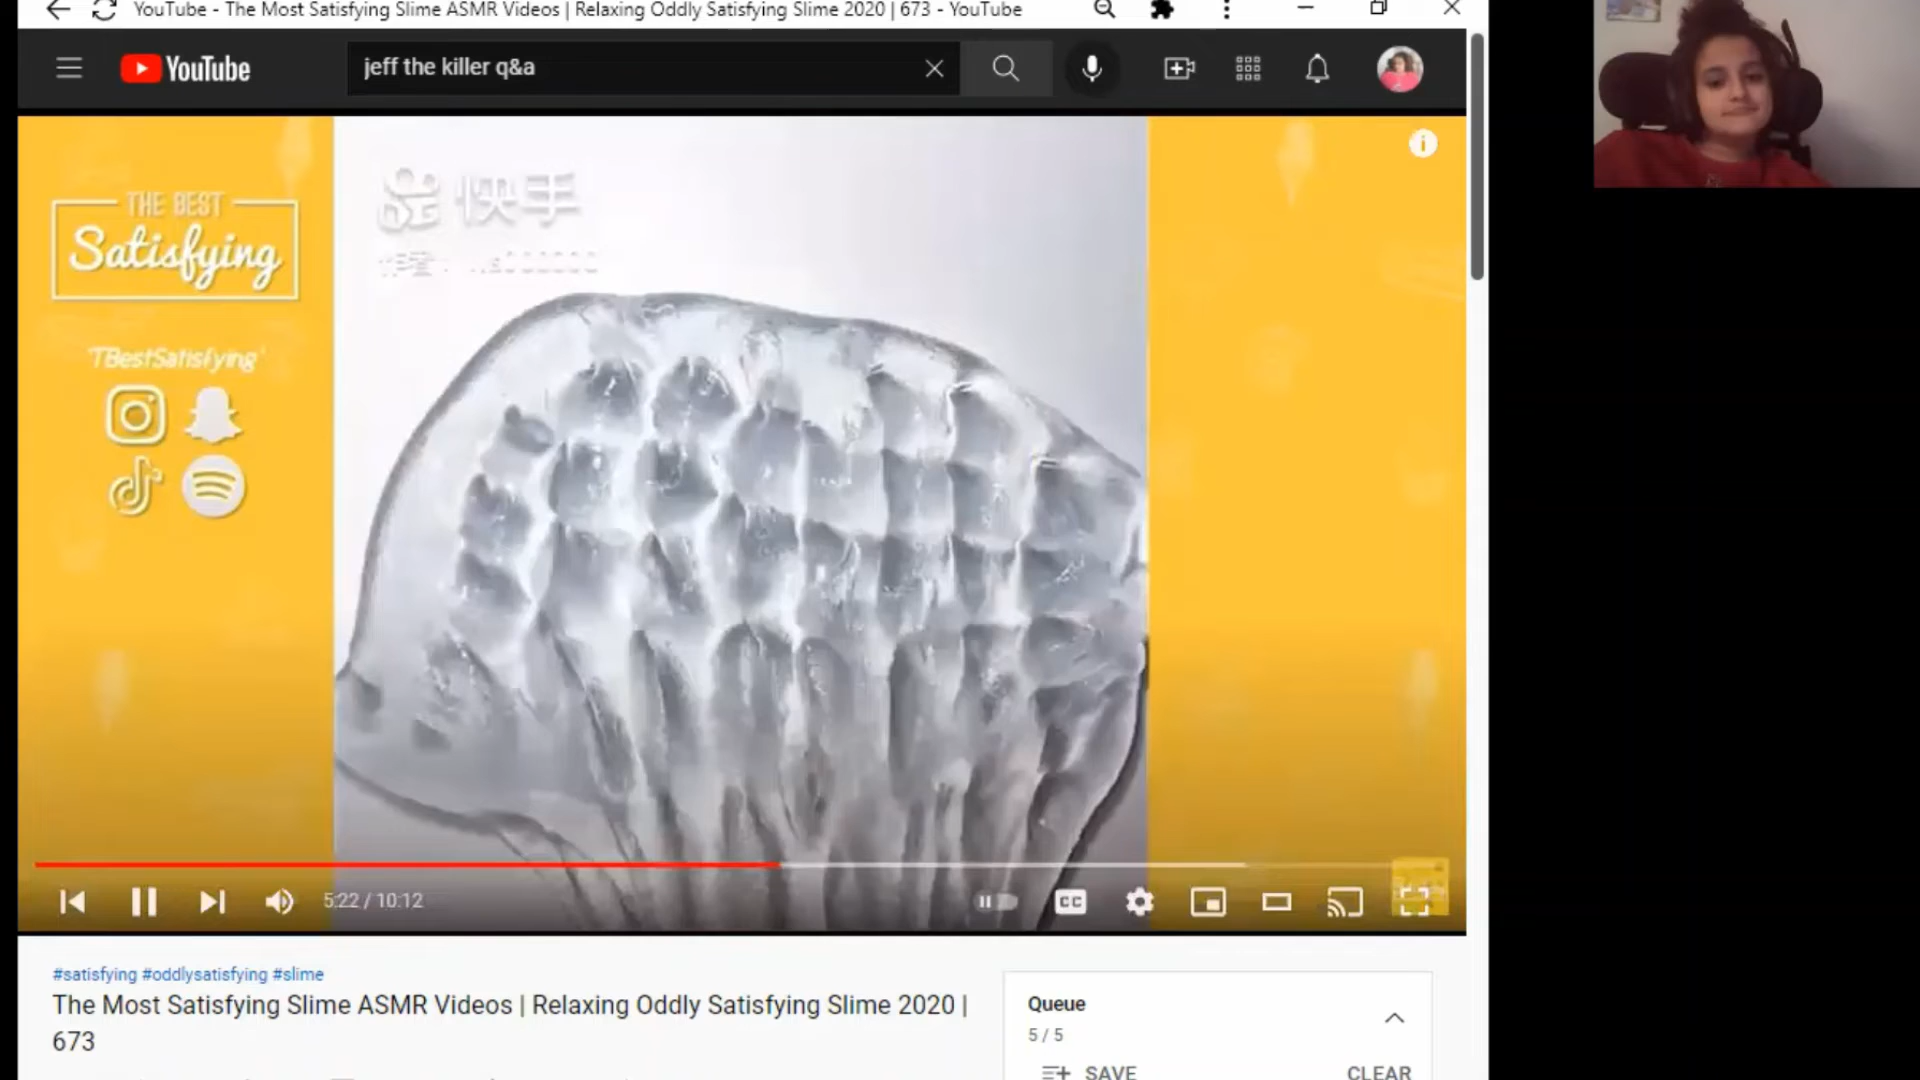 YouTube - The Most Satisfying Slime ASMR Videos | Relaxing Oddly Satisfying Slime 2020 | 673 - YouTube
YouTube
jeff the killer q&a
THE BEST
Satisfying
'TBestSatisfying'
快手
5:22 / 10:12
CC
#satisfying #oddlysatisfying #slime
The Most Satisfying Slime ASMR Videos | Relaxing Oddly Satisfying Slime 2020 |
673
Queue
5 / 5
SAVE
CLEAR